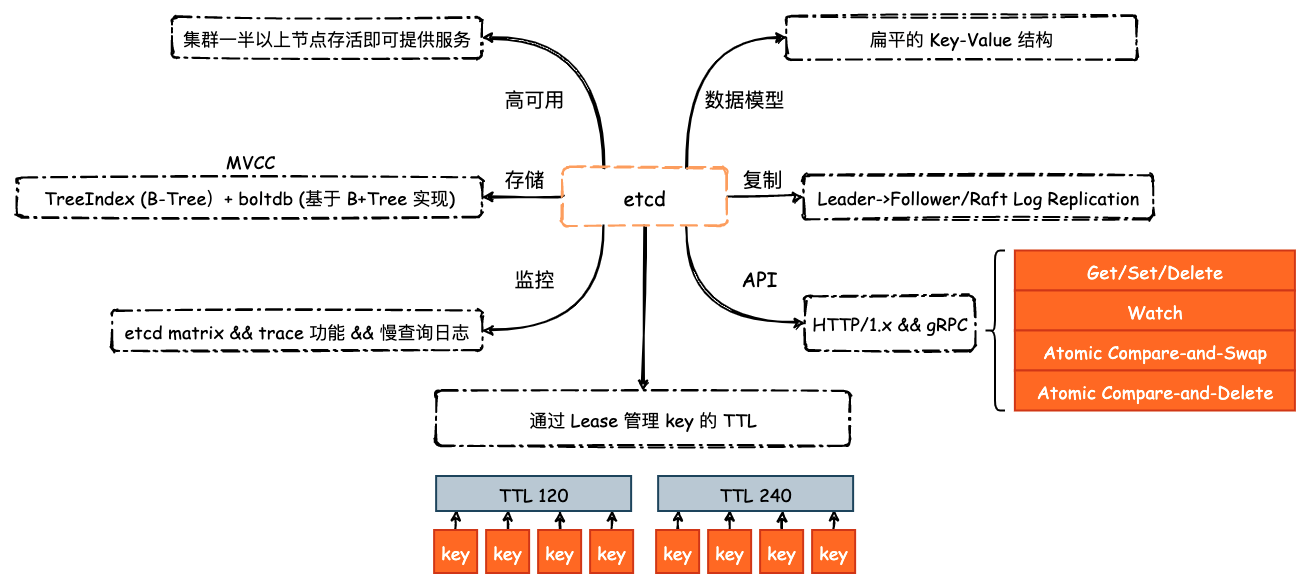 集群一半以上节点存活即可提供服务
扁平的 Key-Value 结构
高可用
数据模型
MVCC
TreeIndex (B-Tree）+ boltdb (基于 B+Tree 实现)
存储
etcd
复制
Leader->Follower/Raft Log Replication
监控
API
Get/Set/Delete
Watch
Atomic Compare-and-Swap
Atomic Compare-and-Delete
HTTP/1.x && gRPC
etcd matrix && trace 功能 && 慢查询日志
通过 Lease 管理 key 的 TTL
TTL 120
TTL 240
key key key key
key key key key